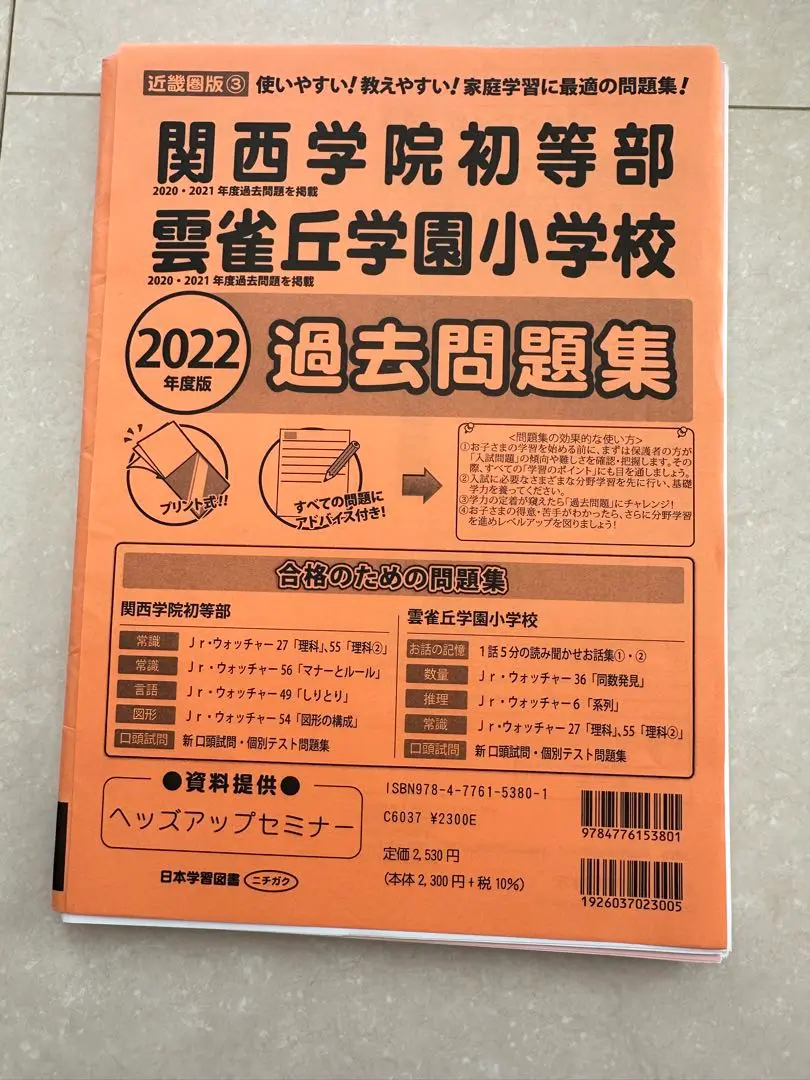 近畿圏版③ 使いやすい!教えやすい!家庭学習に最適の問題集!
関西学院初等部
2020・2021年度過去問題を掲載
雲雀丘学園小学校
2020・2021年度過去問題を掲載
2022
年度版
過去問題集
プリント式!!
すべての問題に
アドバイス付き!
<問題集の効果的な使い方>
①お子さまの学習を始める前に、まずは保護者の方が
「入試問題」の傾向や難しさを確認・把握します。その
際、すべての「学習のポイント」にも目を通しましょう。
②入試に必要なさまざまな分野学習を先に行い、基礎
学力を養ってください。
③学力の定着が窺えたら「過去問題」にチャレンジ!
④お子さまの得意・苦手がわかったら、さらに分野学習
を進めレベルアップを図りましょう!
合格のための問題集
関西学院初等部
常識 Jr・ウォッチャー27「理科」、55「理科②」
常識 Jr・ウォッチャー56「マナーとルール」
言語 Jr・ウォッチャー49「しりとり」
図形 Jr・ウォッチャー54「図形の構成」
口頭試問 新口頭試問・個別テスト問題集
雲雀丘学園小学校
お話の記憶 1話5分の読み聞かせお話集①・②
数量 Jr・ウォッチャー36「同数発見」
推理 Jr・ウォッチャー6「系列」
常識 Jr・ウォッチャー27「理科」、55「理科②」
口頭試問 新口頭試問・個別テスト問題集
●資料提供●
ヘッズアップセミナー
日本学習図書 ニチガク
ISBN978-4-7761-5380-1
C6037 ¥2300E
定価2,530円
(本体2,300円+税10%)
9784776153801
1926037023005